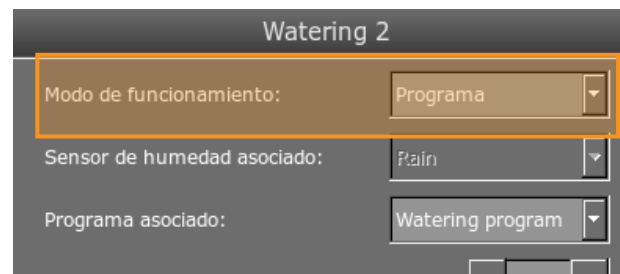 Watering 2
Modo de funcionamiento: Programa
Sensor de humedad asociado: Rain
Programa asociado: Watering program